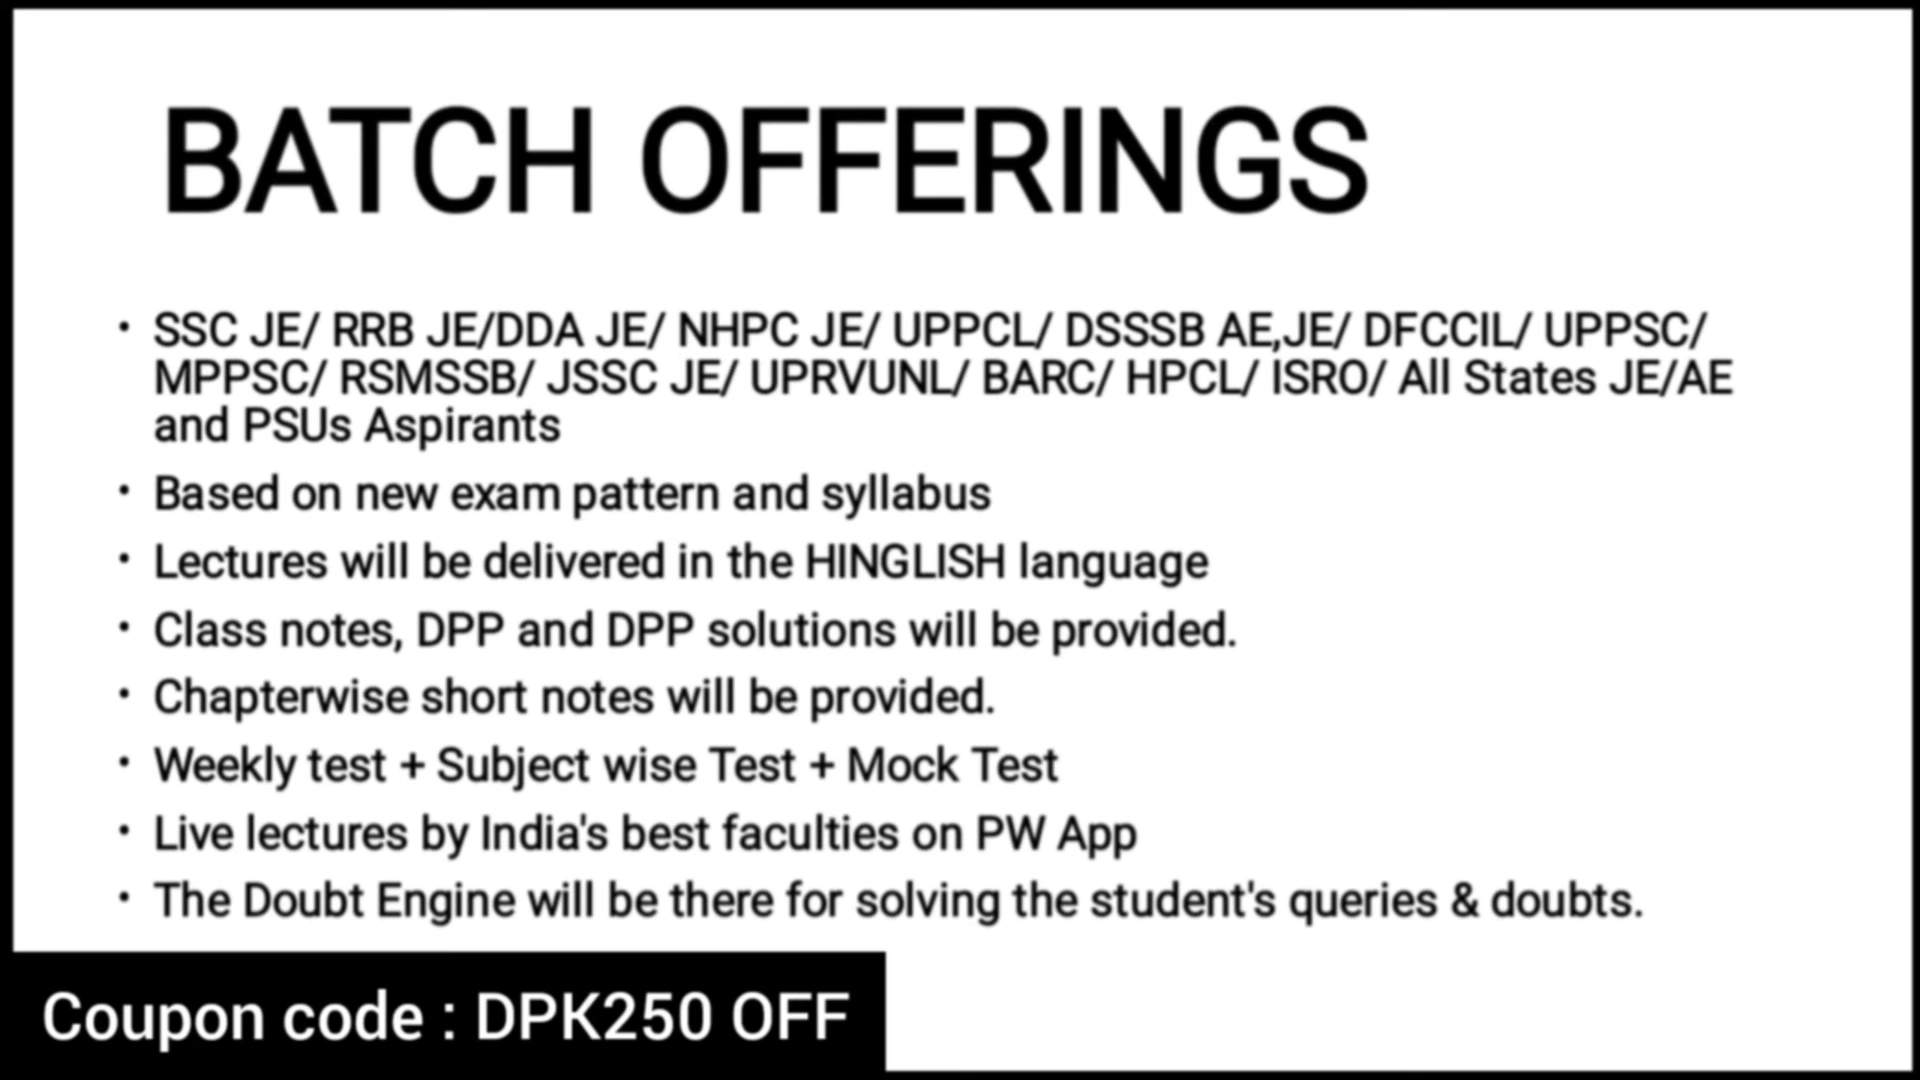 BATCH OFFERINGS
• SSC JE/ RRB JE/DDA JE/ NHPC JE/ UPPCL/ DSSSB AE,JE/ DFCCIL/ UPPSC/
MPPSC/ RSMSSB/ JSSC JE/ UPRVUNL/ BARC/ HPCL/ ISRO/ All States JE/AE
and PSUs Aspirants
• Based on new exam pattern and syllabus
• Lectures will be delivered in the HINGLISH language
• Class notes, DPP and DPP solutions will be provided.
• Chapterwise short notes will be provided.
• Weekly test + Subject wise Test + Mock Test
• Live lectures by India's best faculties on PW App
• The Doubt Engine will be there for solving the student's queries & doubts.
Coupon code : DPK250 OFF